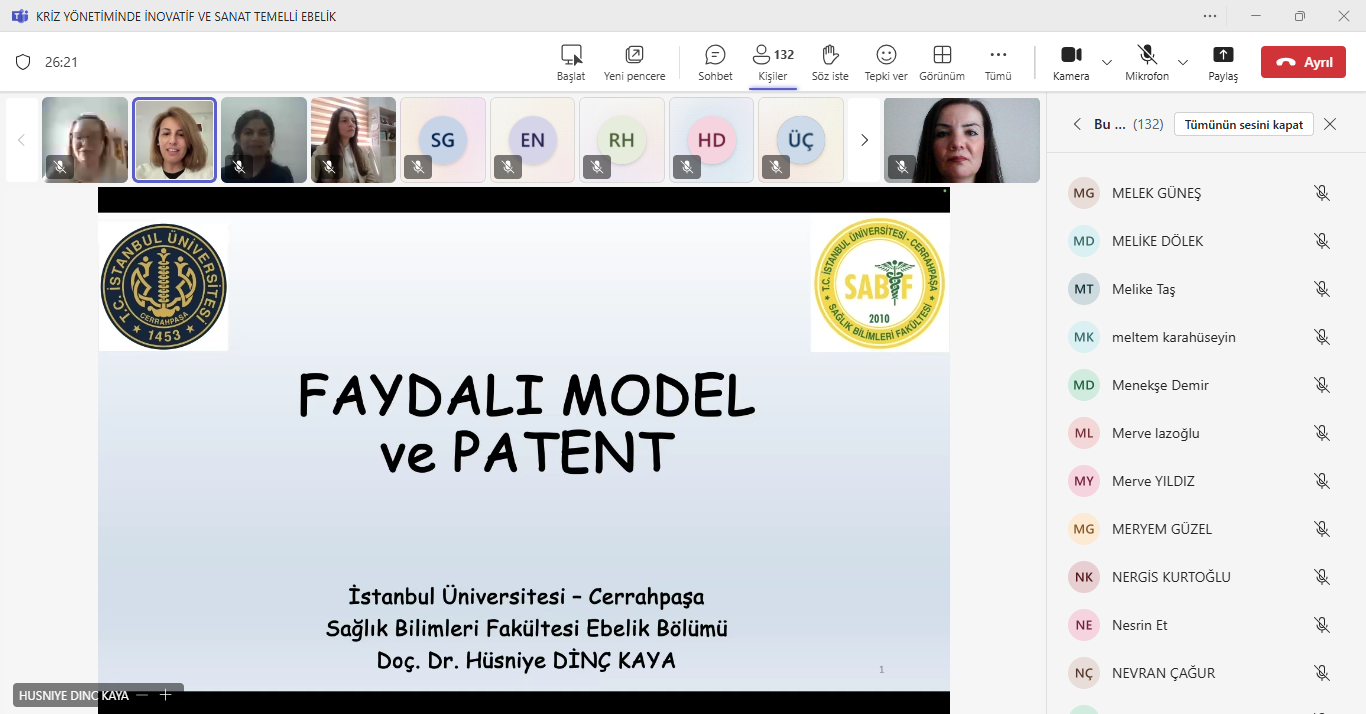 KRİZ YÖNETİMİNDE İNOVATİF VE SANAT TEMELLİ EBELİK
26:21
Başlat
Yeni pencere
Sohbet
132
Kişiler
Söz iste
Tepki ver
Görünüm
Tümü
Kamera
Mikrofon
Paylaş
Ayrıl
SG
EN
RH
HD
ÜÇ
Bu ... (132)
Tümünün sesini kapat
T.C. İSTANBUL ÜNİVERSİTESİ
CERRAHPAŞA
1453
T.C. İSTANBUL ÜNİVERSİTESİ - CERRAHPAŞA
SABF
2010
SAĞLIK BİLİMLERİ FAKÜLTESİ
FAYDALI MODEL
ve PATENT
İstanbul Üniversitesi – Cerrahpaşa
Sağlık Bilimleri Fakültesi Ebelik Bölümü
Doç. Dr. Hüsniye DİNÇ KAYA
1
HUSNIYE DINC KAYA
MG MELEK GÜNEŞ
MD MELİKE DÖLEK
MT Melike Taş
MK meltem karahüseyin
MD Menekşe Demir
ML Merve lazoğlu
MY Merve YILDIZ
MG MERYEM GÜZEL
NK NERGİS KURTOĞLU
NE Nesrin Et
NÇ NEVRAN ÇAĞUR